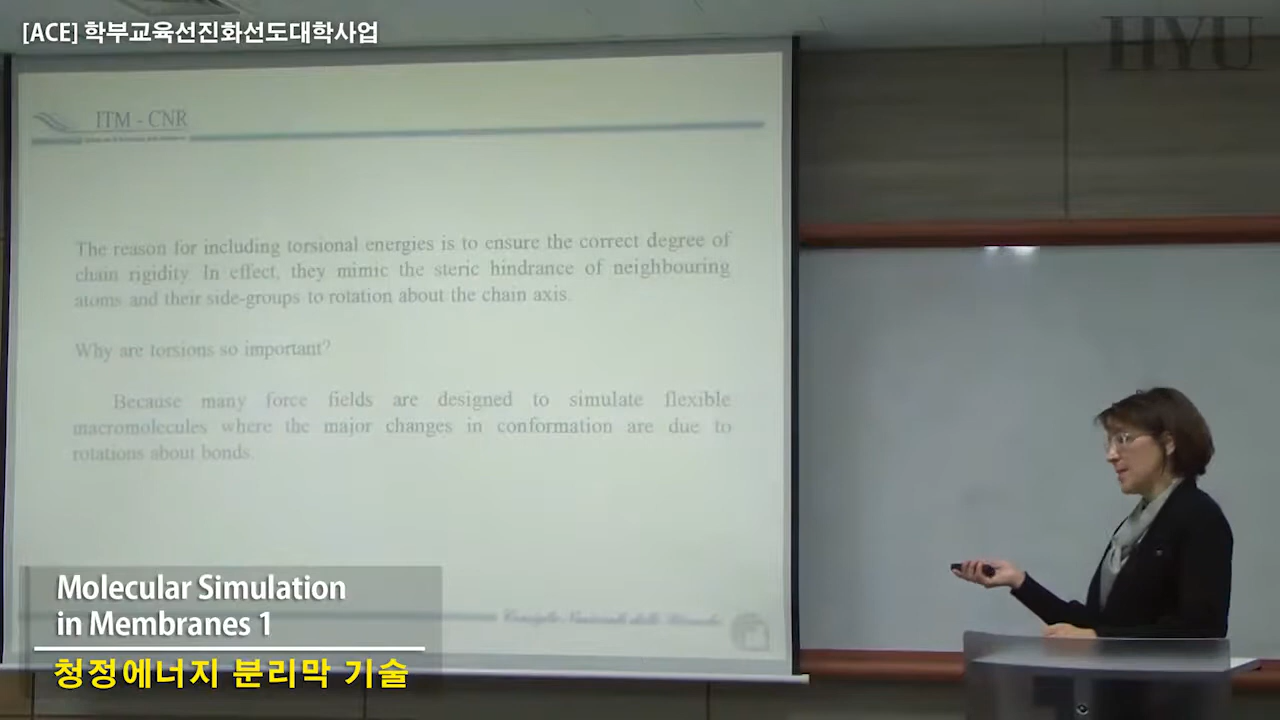 [ACE] 학부교육선진화선도대학사업
HYU
ITM - CNR
The reason for including torsional energies is to ensure the correct degree of
chain rigidity. In effect, they mimic the steric hindrance of neighbouring
atoms and their side-groups to rotation about the chain axis.
Why are torsions so important?
Because many force fields are designed to simulate flexible
macromolecules where the major changes in conformation are due to
rotations about bonds.
Consiglio Nazionale delle Ricerche
Molecular Simulation
in Membranes 1
청정에너지 분리막 기술